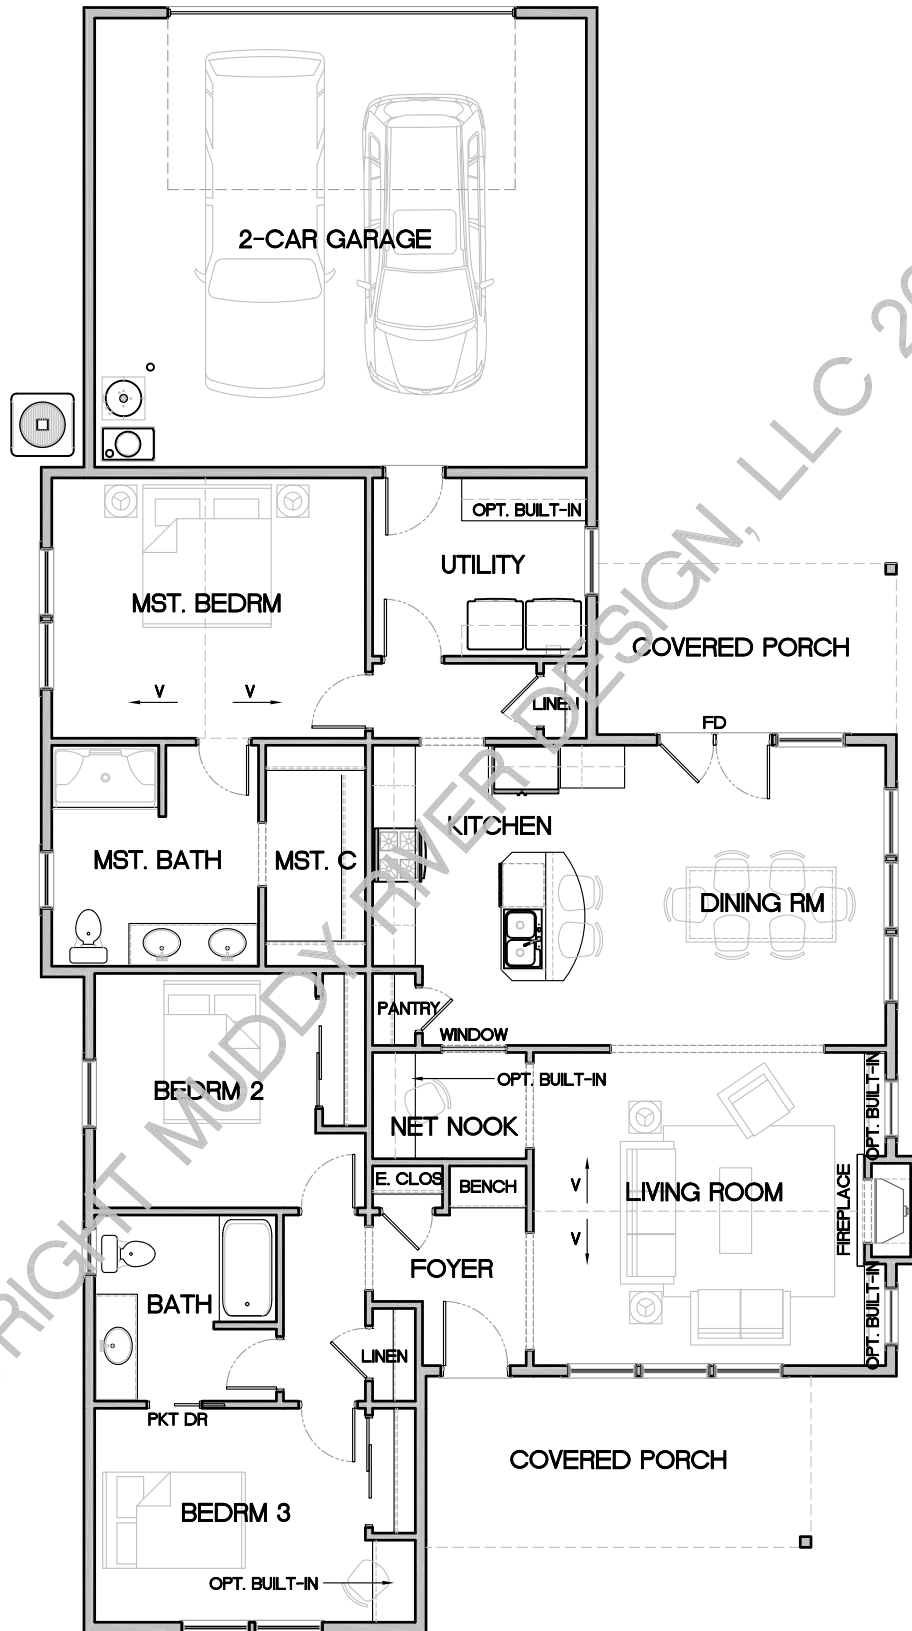 2-CAR GARAGE
OPT. BUILT-IN
UTILITY
MST. BEDRM
COVERED PORCH
V V
LINEN
FD
KITCHEN
MST. BATH
MST. C
DINING RM
PANTRY
WINDOW
OPT. BUILT-IN
BEDRM 2
NET NOOK
OPT. BUILT-IN
E. CLOS
BENCH
V
LIVING ROOM
FIREPLACE
V
FOYER
BATH
OPT. BUILT-IN
LINEN
PKT DR
COVERED PORCH
BEDRM 3
OPT. BUILT-IN
RIGHT MUDDY RIVER DESIGN, LLC